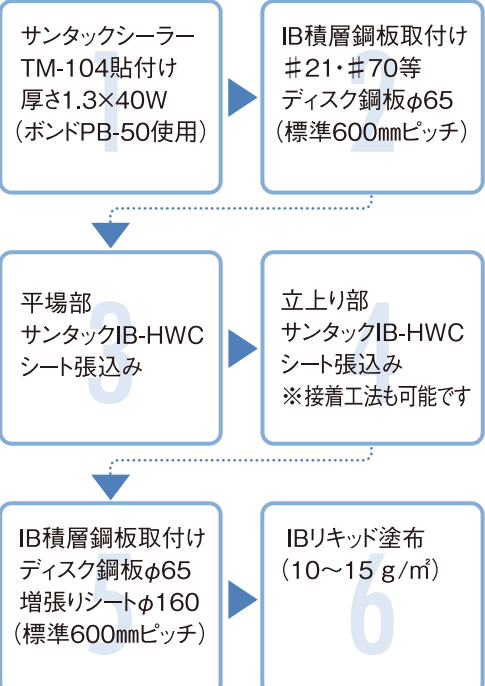 1
サンタックシーラー
TM-104貼付け
厚さ1.3×40W
（ボンドPB-50使用）
2
IB積層鋼板取付け
♯21・♯70等
ディスク鋼板φ65
（標準600㎜ピッチ）
3
平場部
サンタックIB-HWC
シート張込み
4
立上り部
サンタックIB-HWC
シート張込み
※接着工法も可能です
5
IB積層鋼板取付け
ディスク鋼板φ65
増張りシートφ160
（標準600㎜ピッチ）
6
IBリキッド塗布
（10〜15 g/㎡）